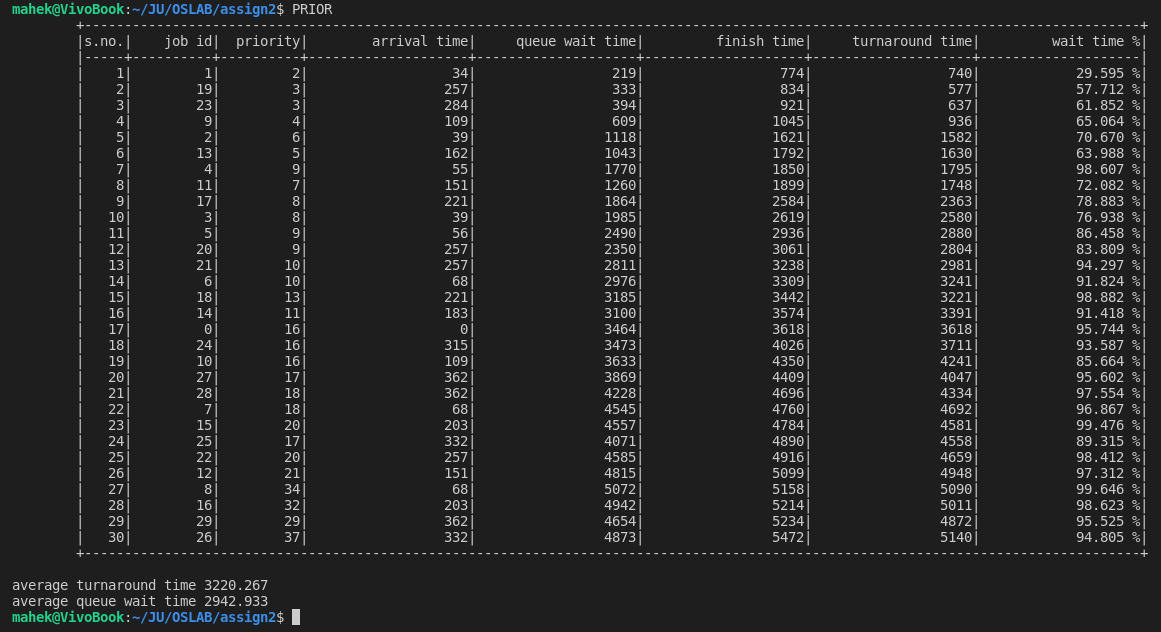 mahek@VivoBook:~/JU/OSLAB/assign2$ PRIOR
+-----------------------------------------------------------------------------------------------------------------------------------+
|s.no.|    job id|  priority|        arrival time|     queue wait time|         finish time|     turnaround time|         wait time %|
|-----+----------+----------+--------------------+--------------------+--------------------+--------------------+--------------------|
|    1|         1|         2|                  34|                 219|                 774|                 740|            29.595 %|
|    2|        19|         3|                 257|                 333|                 834|                 577|            57.712 %|
|    3|        23|         3|                 284|                 394|                 921|                 637|            61.852 %|
|    4|         9|         4|                 109|                 609|                1045|                 936|            65.064 %|
|    5|         2|         6|                  39|                1118|                1621|                1582|            70.670 %|
|    6|        13|         5|                 162|                1043|                1792|                1630|            63.988 %|
|    7|         4|         9|                  55|                1770|                1850|                1795|            98.607 %|
|    8|        11|         7|                 151|                1260|                1899|                1748|            72.082 %|
|    9|        17|         8|                 221|                1864|                2584|                2363|            78.883 %|
|   10|         3|         8|                  39|                1985|                2619|                2580|            76.938 %|
|   11|         5|         9|                  56|                2490|                2936|                2880|            86.458 %|
|   12|        20|         9|                 257|                2350|                3061|                2804|            83.809 %|
|   13|        21|        10|                 257|                2811|                3238|                2981|            94.297 %|
|   14|         6|        10|                  68|                2976|                3309|                3241|            91.824 %|
|   15|        18|        13|                 221|                3185|                3442|                3221|            98.882 %|
|   16|        14|        11|                 183|                3100|                3574|                3391|            91.418 %|
|   17|         0|        16|                   0|                3464|                3618|                3618|            95.744 %|
|   18|        24|        16|                 315|                3473|                4026|                3711|            93.587 %|
|   19|        10|        16|                 109|                3633|                4350|                4241|            85.664 %|
|   20|        27|        17|                 362|                3869|                4409|                4047|            95.602 %|
|   21|        28|        18|                 362|                4228|                4696|                4334|            97.554 %|
|   22|         7|        18|                  68|                4545|                4760|                4692|            96.867 %|
|   23|        15|        20|                 203|                4557|                4784|                4581|            99.476 %|
|   24|        25|        17|                 332|                4071|                4890|                4558|            89.315 %|
|   25|        22|        20|                 257|                4585|                4916|                4659|            98.412 %|
|   26|        12|        21|                 151|                4815|                5099|                4948|            97.312 %|
|   27|         8|        34|                  68|                5072|                5158|                5090|            99.646 %|
|   28|        16|        32|                 203|                4942|                5214|                5011|            98.623 %|
|   29|        29|        29|                 362|                4654|                5234|                4872|            95.525 %|
|   30|        26|        37|                 332|                4873|                5472|                5140|            94.805 %|
+-----------------------------------------------------------------------------------------------------------------------------------+
average turnaround time 3220.267
average queue wait time 2942.933
mahek@VivoBook:~/JU/OSLAB/assign2$